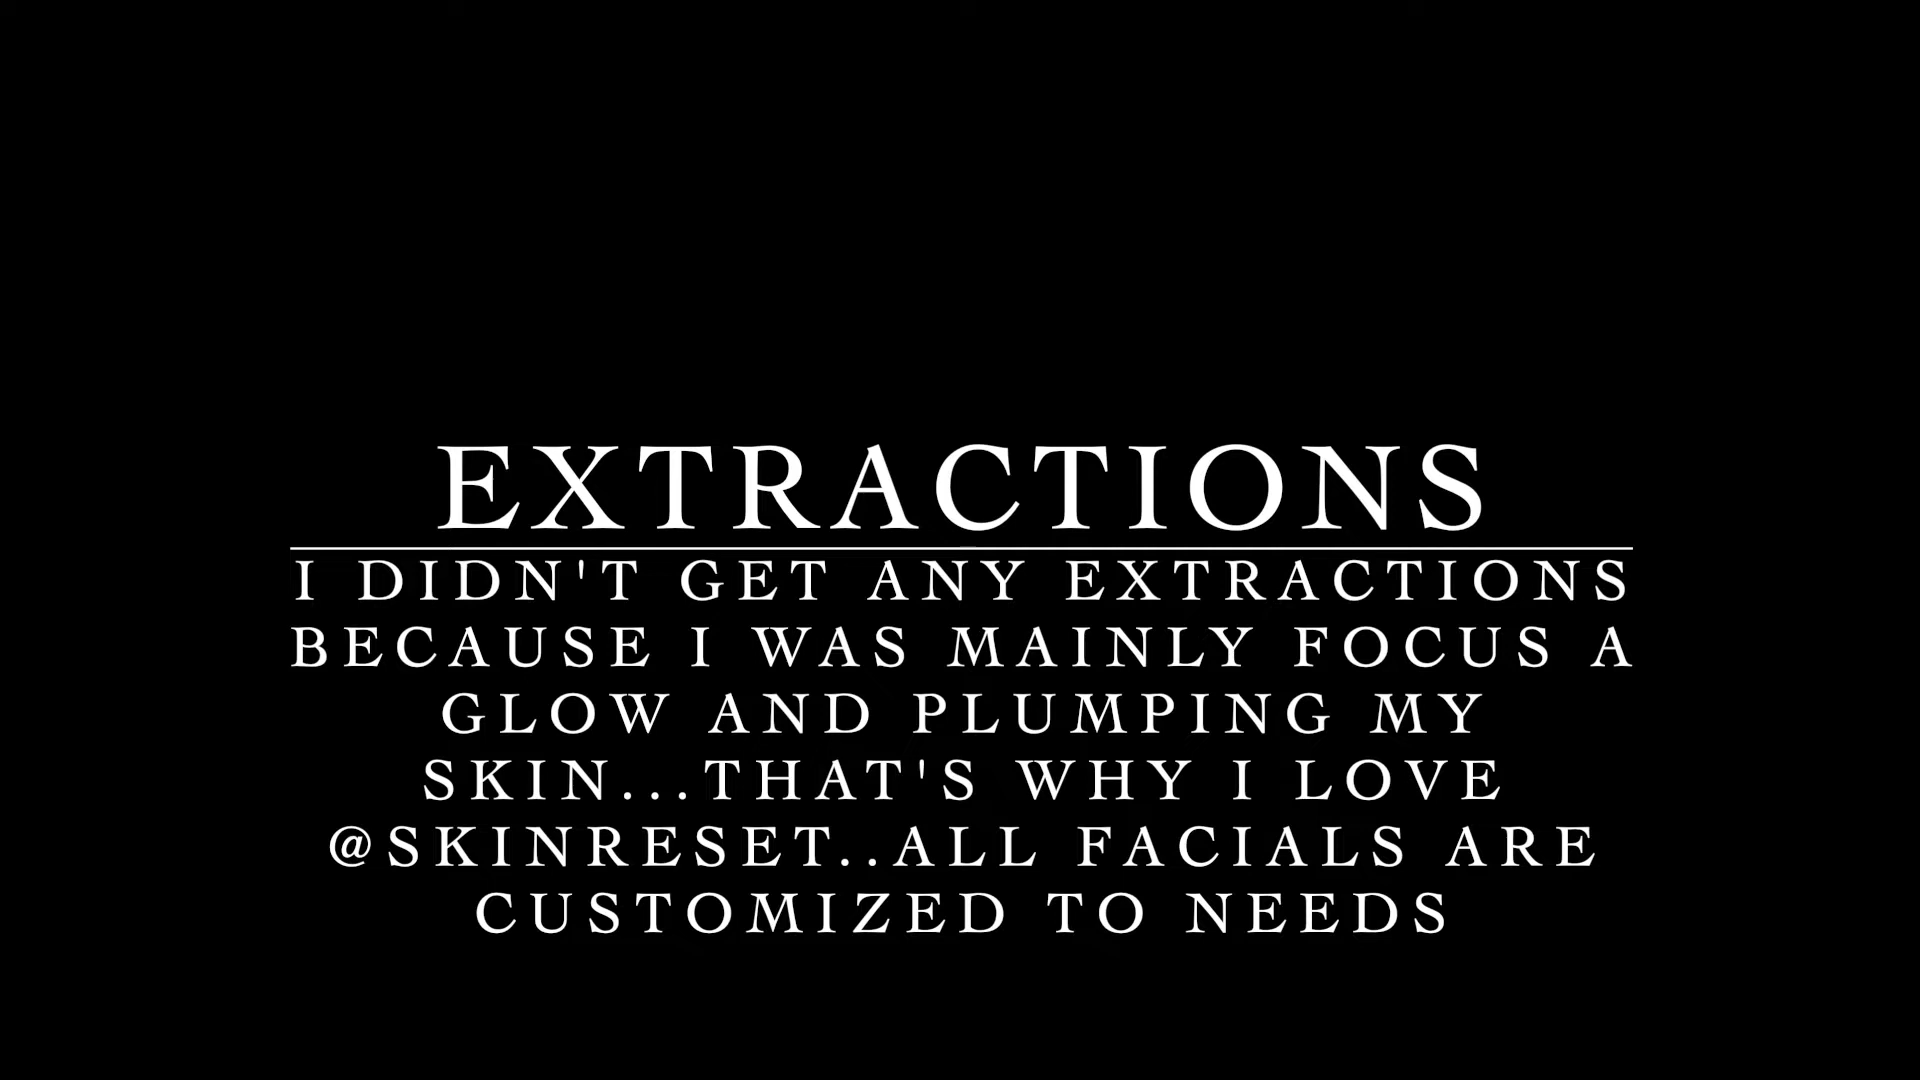 EXTRACTIONS
I DIDN'T GET ANY EXTRACTIONS
BECAUSE I WAS MAINLY FOCUS A
GLOW AND PLUMPING MY
SKIN...THAT'S WHY I LOVE
@SKINRESET..ALL FACIALS ARE
CUSTOMIZED TO NEEDS